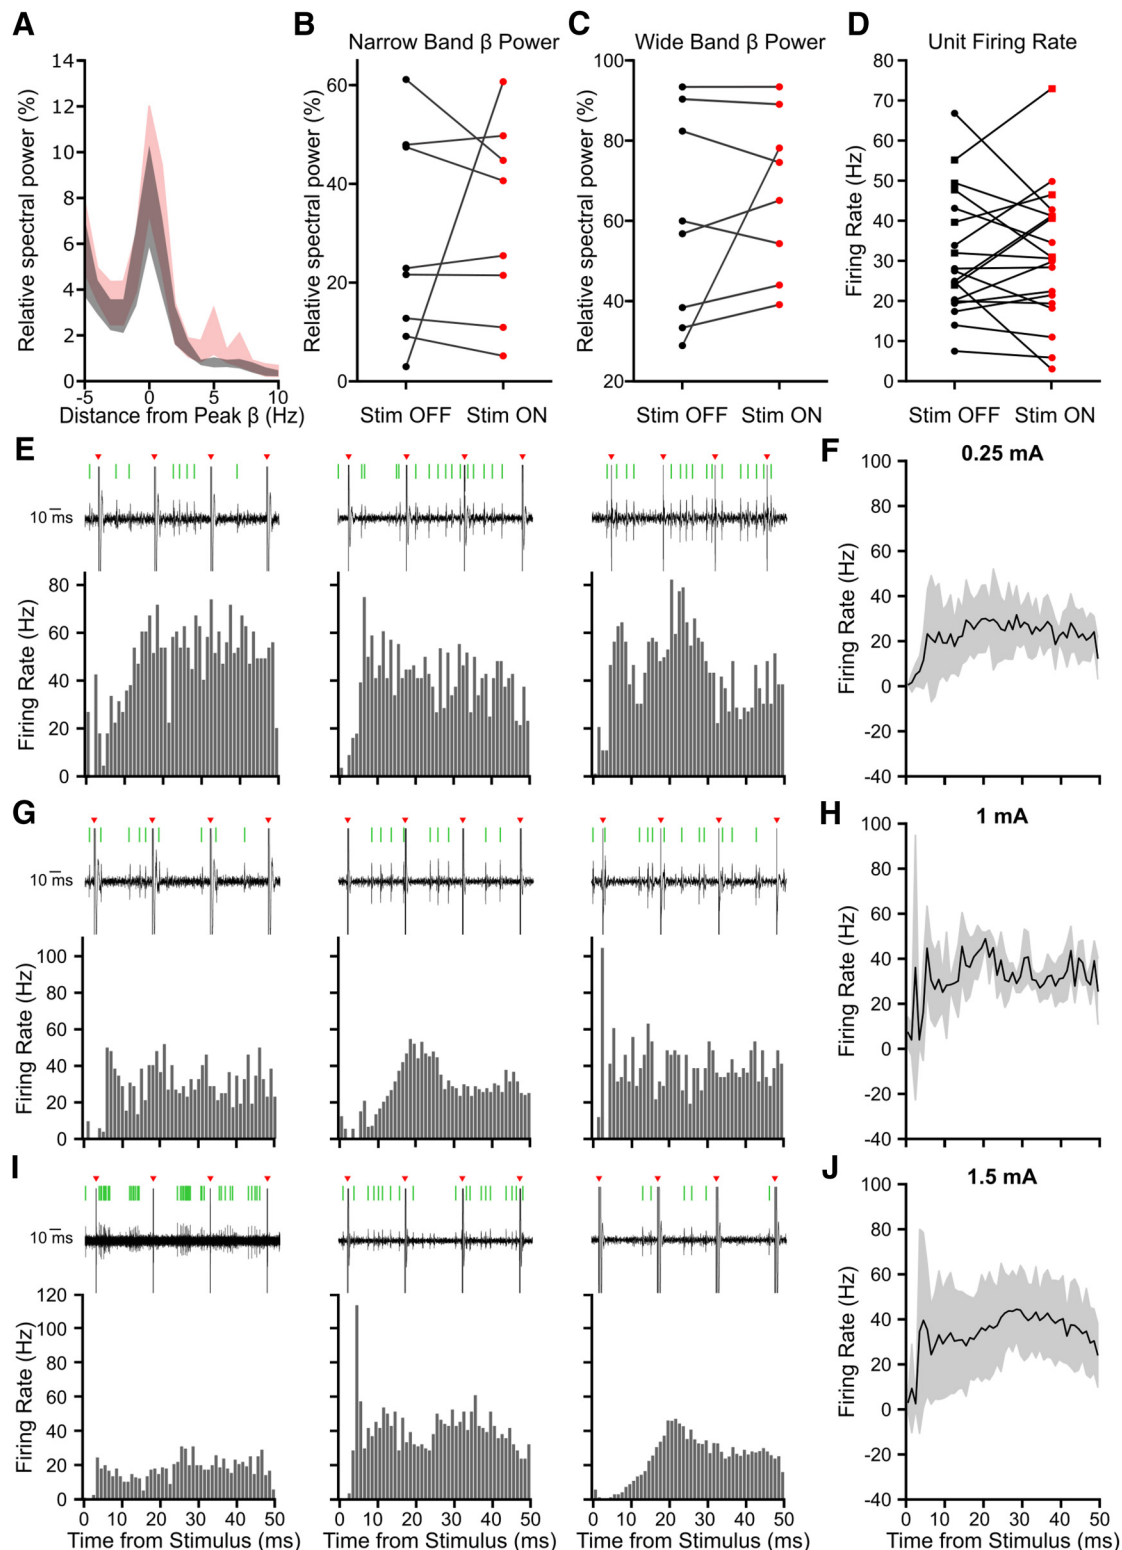 A
Relative spectral power (%)
14
12
10
8
6
4
2
0
-5
0
5
10
Distance from Peak β (Hz)
B
Narrow Band β Power
Relative spectral power (%)
60
40
20
0
Stim OFF
Stim ON
C
Wide Band β Power
Relative spectral power (%)
100
80
60
40
20
Stim OFF
Stim ON
D
Unit Firing Rate
Firing Rate (Hz)
80
70
60
50
40
30
20
10
0
Stim OFF
Stim ON
E
10 ms
Firing Rate (Hz)
80
60
40
20
0
F
0.25 mA
Firing Rate (Hz)
100
80
60
40
20
0
-20
-40
G
10 ms
Firing Rate (Hz)
100
80
60
40
20
0
H
1 mA
Firing Rate (Hz)
100
80
60
40
20
0
-20
-40
I
10 ms
Firing Rate (Hz)
120
100
80
60
40
20
0
0 10 20 30 40 50
Time from Stimulus (ms)
0 10 20 30 40 50
Time from Stimulus (ms)
0 10 20 30 40 50
Time from Stimulus (ms)
J
1.5 mA
Firing Rate (Hz)
100
80
60
40
20
0
-20
-40
0 10 20 30 40 50
Time from Stimulus (ms)